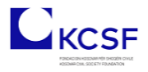 KCSF
FONDACIONI KOSOVAR PËR SHOQËRI CIVILE
KOSOVAR CIVIL SOCIETY FOUNDATION